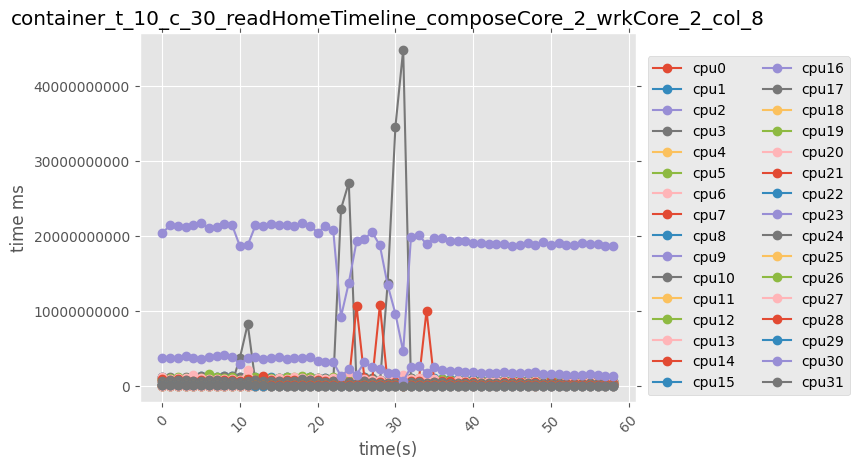 container_t_10_c_30_readHomeTimeline_composeCore_2_wrkCore_2_col_8
time ms
40000000000
30000000000
20000000000
10000000000
0
0
10
20
30
40
50
60
time(s)
cpu0
cpu1
cpu2
cpu3
cpu4
cpu5
cpu6
cpu7
cpu8
cpu9
cpu10
cpu11
cpu12
cpu13
cpu14
cpu15
cpu16
cpu17
cpu18
cpu19
cpu20
cpu21
cpu22
cpu23
cpu24
cpu25
cpu26
cpu27
cpu28
cpu29
cpu30
cpu31